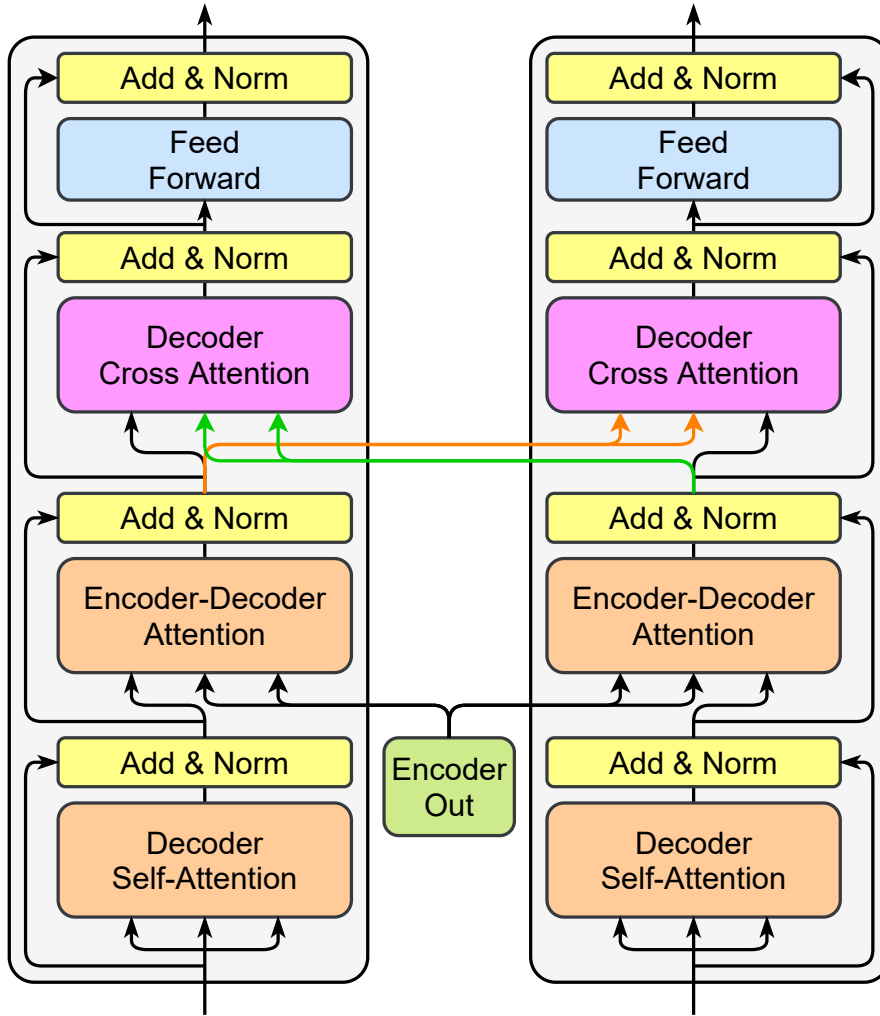 Add & Norm
Feed
Forward
Add & Norm
Decoder
Cross Attention
Add & Norm
Encoder-Decoder
Attention
Add & Norm
Decoder
Self-Attention
Encoder
Out
Add & Norm
Feed
Forward
Add & Norm
Decoder
Cross Attention
Add & Norm
Encoder-Decoder
Attention
Add & Norm
Decoder
Self-Attention